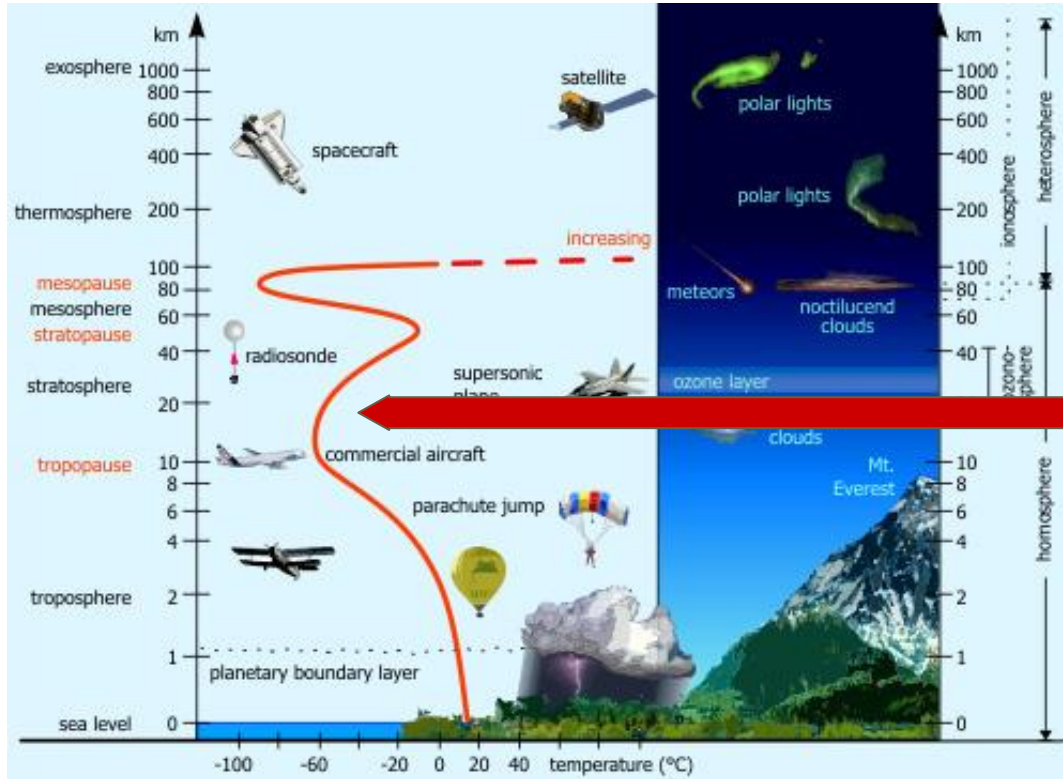 km
km
exosphere
1000
1000
satellite
800
800
polar lights
600
600
spacecraft
400
400
polar lights
thermosphere
200
200
increasing
ionosphere
heterosphere
100
100
mesopause
80
80
meteors
noctilucend
clouds
mesosphere
60
60
stratopause
40
40
radiosonde
supersonic
ozone layer
stratosphere
20
20
clouds
commercial aircraft
tropopause
10
10
Mt.
Everest
8
8
parachute jump
6
6
4
4
homosphere
troposphere
2
2
1
1
planetary boundary layer
sea level
0
0
-100
-60
-20
0
20
40
temperature (°C)